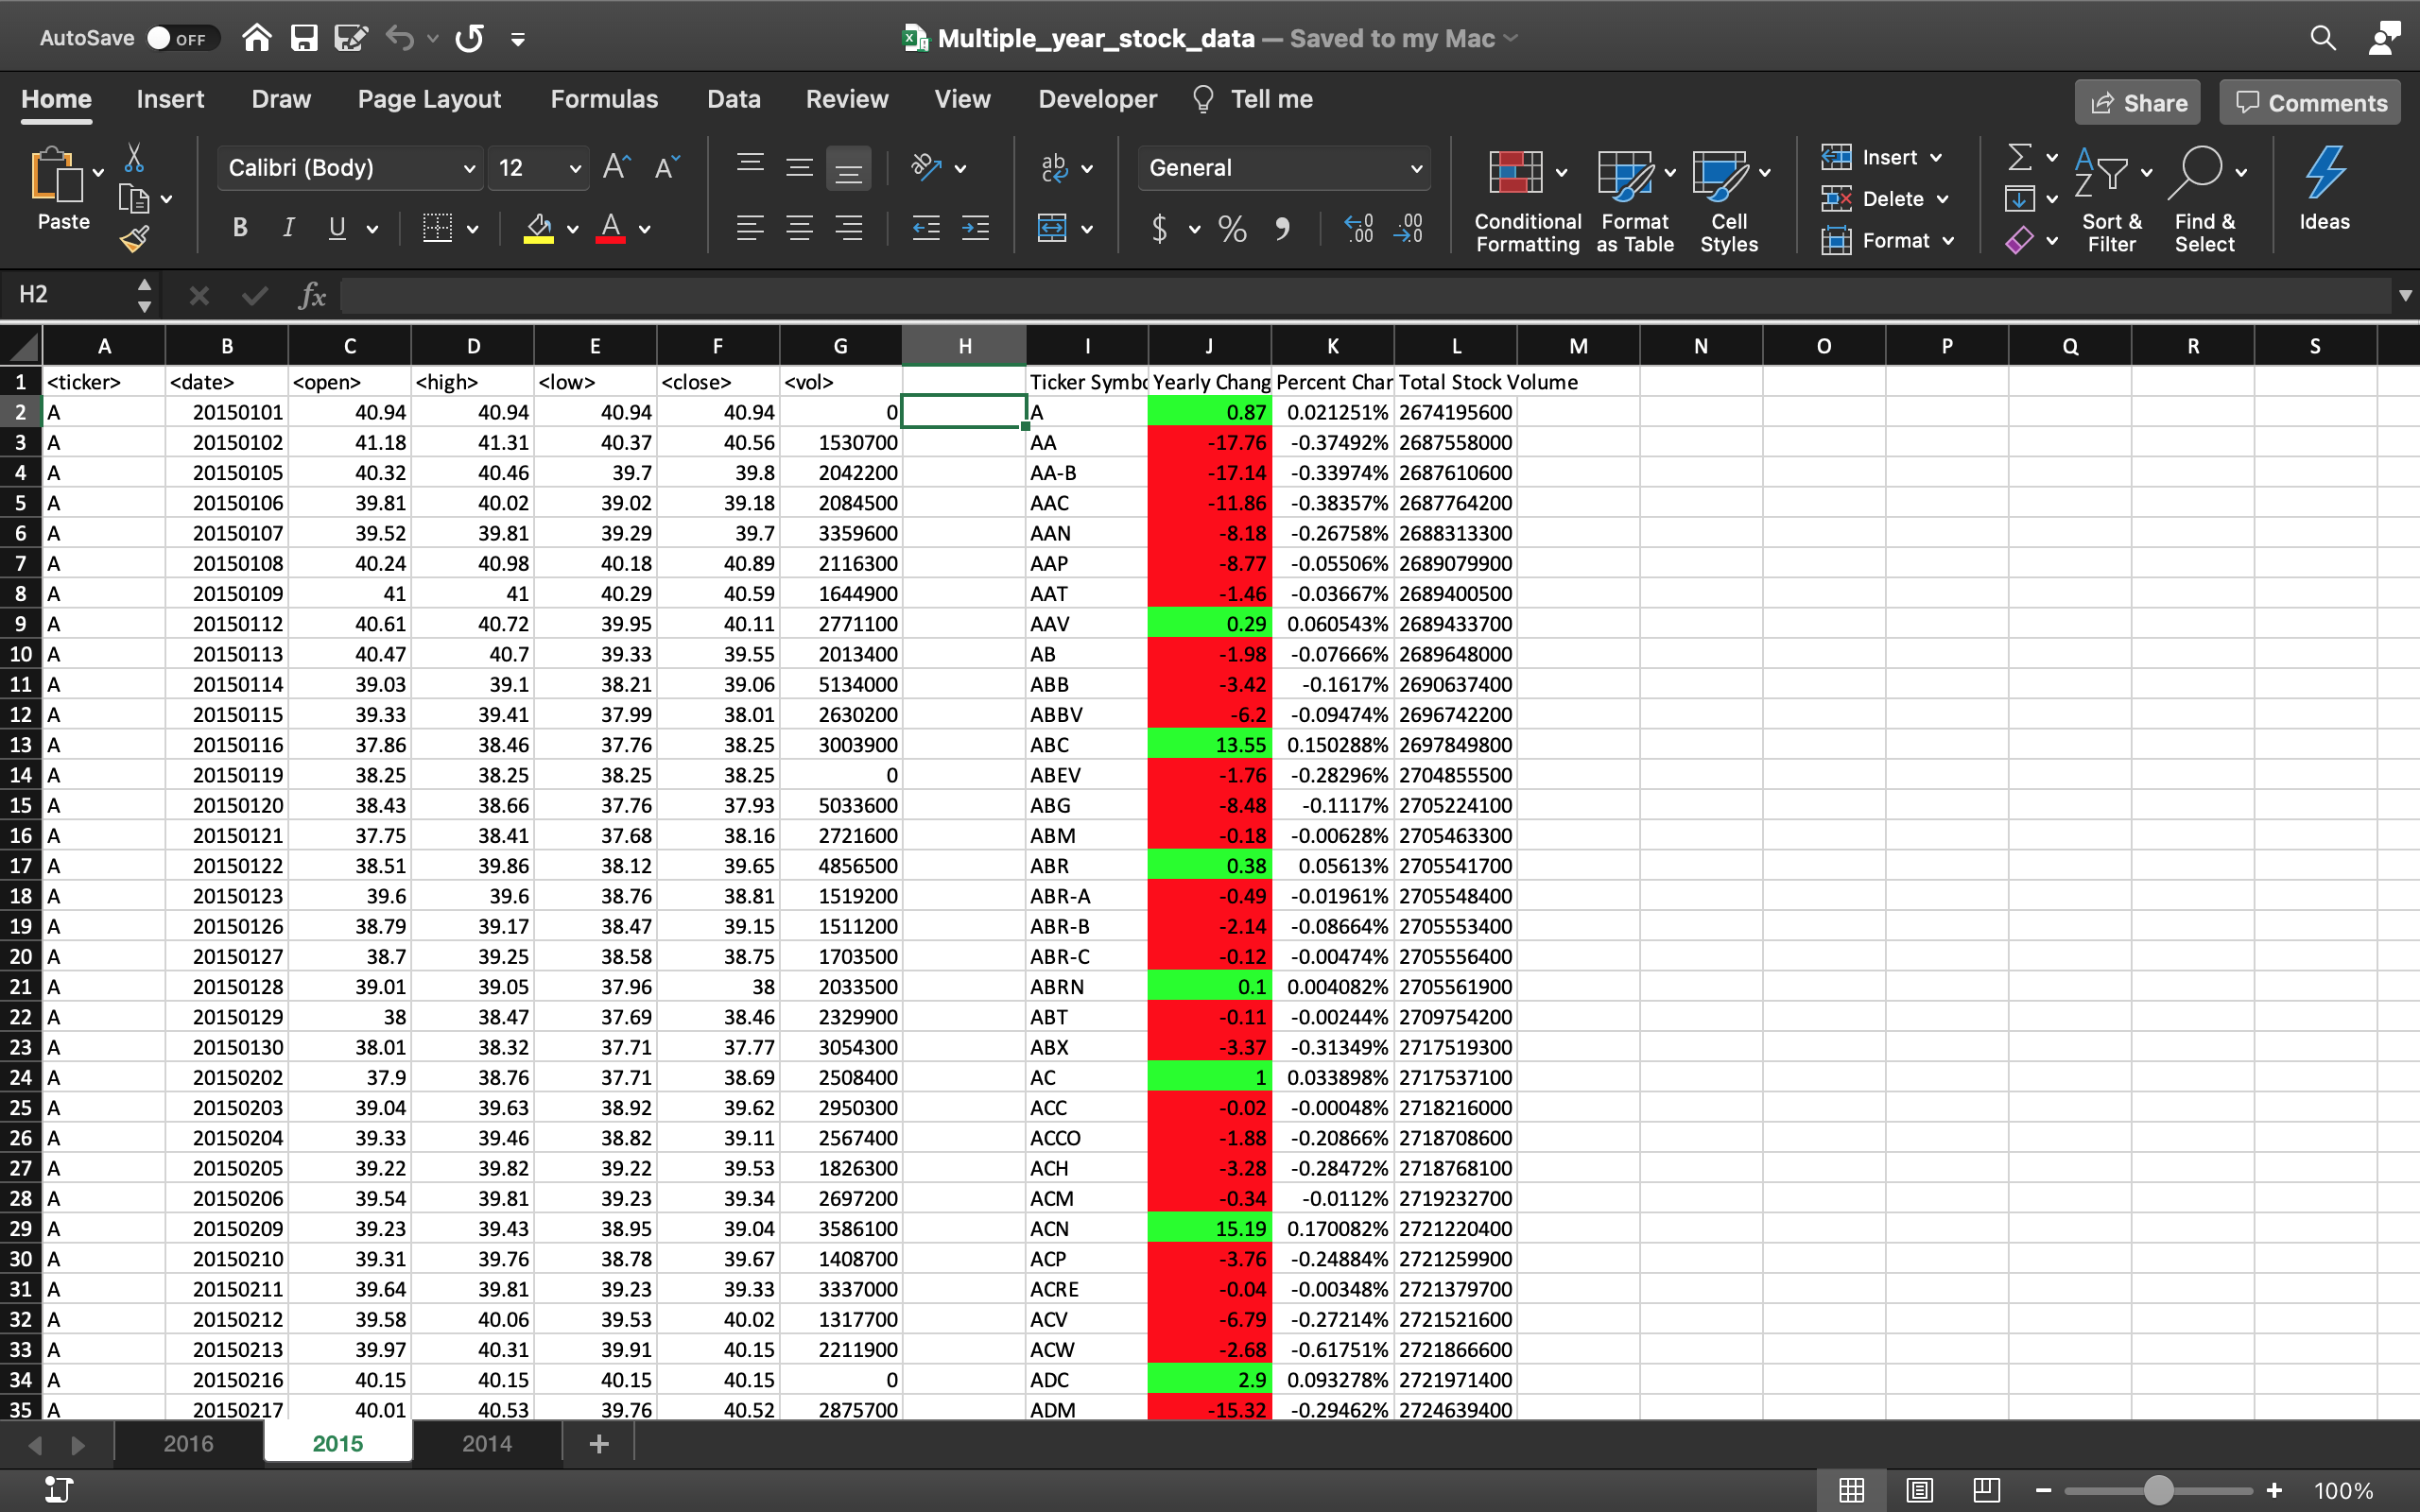 AutoSave OFF Multiple_year_stock_data — Saved to my Mac
Home Insert Draw Page Layout Formulas Data Review View Developer Tell me Share Comments
Paste Calibri (Body) 12 A A ab c General Conditional Formatting Format as Table Cell Styles Insert Delete Format Sort & Filter Find & Select Ideas
B I U A $ % 9 .0 .00 .00 .0
H2 fx
A B C D E F G H I J K L M N O P Q R S
1 <ticker> <date> <open> <high> <low> <close> <vol> Ticker Symbo Yearly Chang Percent Char Total Stock Volume
2 A 20150101 40.94 40.94 40.94 40.94 0 A 0.87 0.021251% 2674195600
3 A 20150102 41.18 41.31 40.37 40.56 1530700 AA -17.76 -0.37492% 2687558000
4 A 20150105 40.32 40.46 39.7 39.8 2042200 AA-B -17.14 -0.33974% 2687610600
5 A 20150106 39.81 40.02 39.02 39.18 2084500 AAC -11.86 -0.38357% 2687764200
6 A 20150107 39.52 39.81 39.29 39.7 3359600 AAN -8.18 -0.26758% 2688313300
7 A 20150108 40.24 40.98 40.18 40.89 2116300 AAP -8.77 -0.05506% 2689079900
8 A 20150109 41 41 40.29 40.59 1644900 AAT -1.46 -0.03667% 2689400500
9 A 20150112 40.61 40.72 39.95 40.11 2771100 AAV 0.29 0.060543% 2689433700
10 A 20150113 40.47 40.7 39.33 39.55 2013400 AB -1.98 -0.07666% 2689648000
11 A 20150114 39.03 39.1 38.21 39.06 5134000 ABB -3.42 -0.1617% 2690637400
12 A 20150115 39.33 39.41 37.99 38.01 2630200 ABBV -6.2 -0.09474% 2696742200
13 A 20150116 37.86 38.46 37.76 38.25 3003900 ABC 13.55 0.150288% 2697849800
14 A 20150119 38.25 38.25 38.25 38.25 0 ABEV -1.76 -0.28296% 2704855500
15 A 20150120 38.43 38.66 37.76 37.93 5033600 ABG -8.48 -0.1117% 2705224100
16 A 20150121 37.75 38.41 37.68 38.16 2721600 ABM -0.18 -0.00628% 2705463300
17 A 20150122 38.51 39.86 38.12 39.65 4856500 ABR 0.38 0.05613% 2705541700
18 A 20150123 39.6 39.6 38.76 38.81 1519200 ABR-A -0.49 -0.01961% 2705548400
19 A 20150126 38.79 39.17 38.47 39.15 1511200 ABR-B -2.14 -0.08664% 2705553400
20 A 20150127 38.7 39.25 38.58 38.75 1703500 ABR-C -0.12 -0.00474% 2705556400
21 A 20150128 39.01 39.05 37.96 38 2033500 ABRN 0.1 0.004082% 2705561900
22 A 20150129 38 38.47 37.69 38.46 2329900 ABT -0.11 -0.00244% 2709754200
23 A 20150130 38.01 38.32 37.71 37.77 3054300 ABX -3.37 -0.31349% 2717519300
24 A 20150202 37.9 38.76 37.71 38.69 2508400 AC 1 0.033898% 2717537100
25 A 20150203 39.04 39.63 38.92 39.62 2950300 ACC -0.02 -0.00048% 2718216000
26 A 20150204 39.33 39.46 38.82 39.11 2567400 ACCO -1.88 -0.20866% 2718708600
27 A 20150205 39.22 39.82 39.22 39.53 1826300 ACH -3.28 -0.28472% 2718768100
28 A 20150206 39.54 39.81 39.23 39.34 2697200 ACM -0.34 -0.0112% 2719232700
29 A 20150209 39.23 39.43 38.95 39.04 3586100 ACN 15.19 0.170082% 2721220400
30 A 20150210 39.31 39.76 38.78 39.67 1408700 ACP -3.76 -0.24884% 2721259900
31 A 20150211 39.64 39.81 39.23 39.33 3337000 ACRE -0.04 -0.00348% 2721379700
32 A 20150212 39.58 40.06 39.53 40.02 1317700 ACV -6.79 -0.27214% 2721521600
33 A 20150213 39.97 40.31 39.91 40.15 2211900 ACW -2.68 -0.61751% 2721866600
34 A 20150216 40.15 40.15 40.15 40.15 0 ADC 2.9 0.093278% 2721971400
35 A 20150217 40.01 40.53 39.76 40.52 2875700 ADM -15.32 -0.29462% 2724639400
2016 2015 2014 +
− + 100%